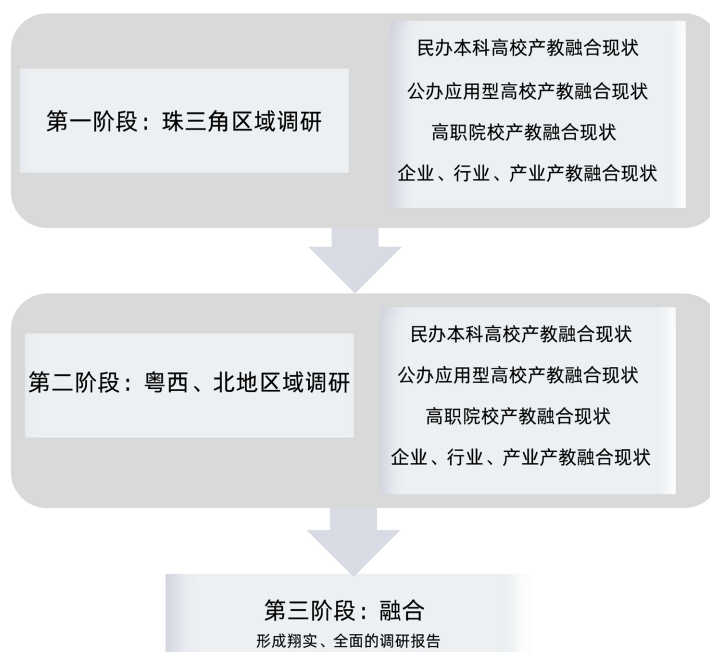 第一阶段：珠三角区域调研
民办本科高校产教融合现状
公办应用型高校产教融合现状
高职院校产教融合现状
企业、行业、产业产教融合现状
第二阶段：粤西、北地区域调研
民办本科高校产教融合现状
公办应用型高校产教融合现状
高职院校产教融合现状
企业、行业、产业产教融合现状
第三阶段：融合
形成翔实、全面的调研报告